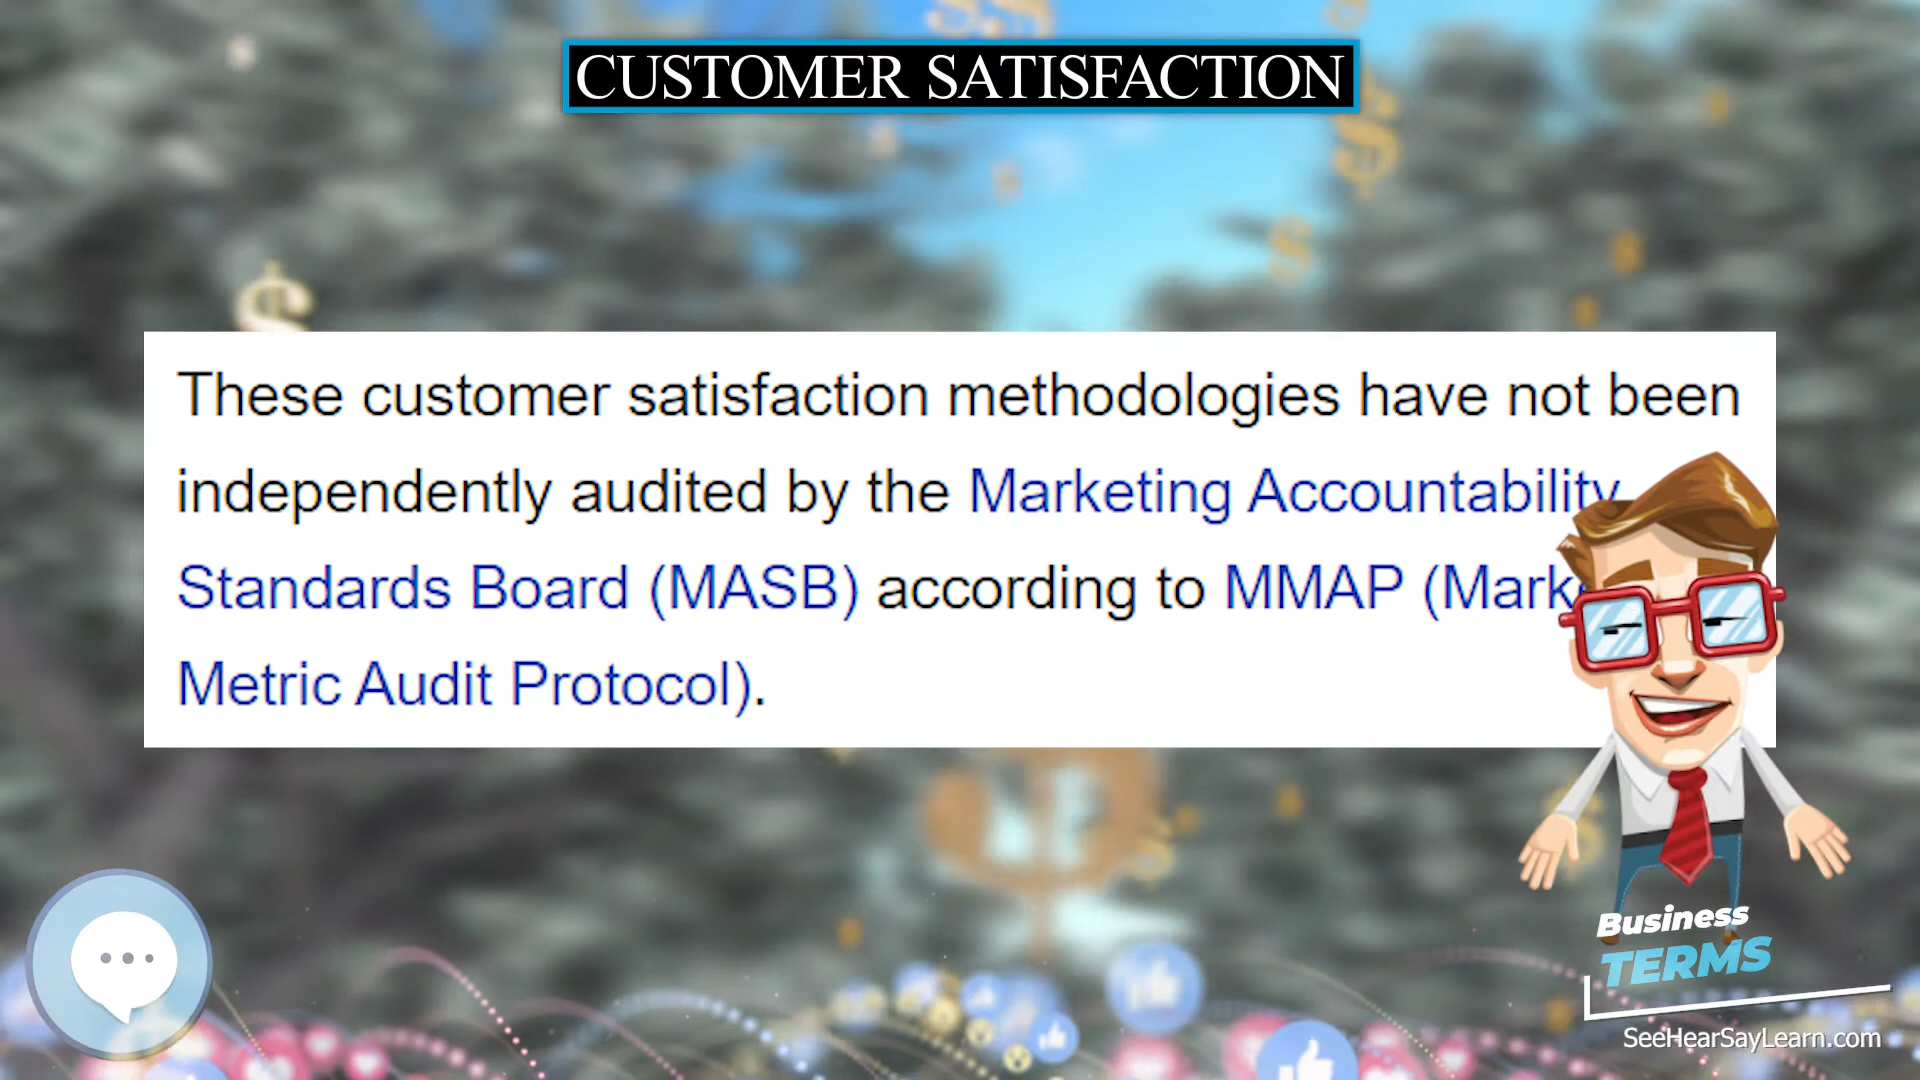 CUSTOMER SATISFACTION
These customer satisfaction methodologies have not been
independently audited by the Marketing Accountability
Standards Board (MASB) according to MMAP (Mark
Metric Audit Protocol).
Business
TERMS
SeeHearSayLearn.com